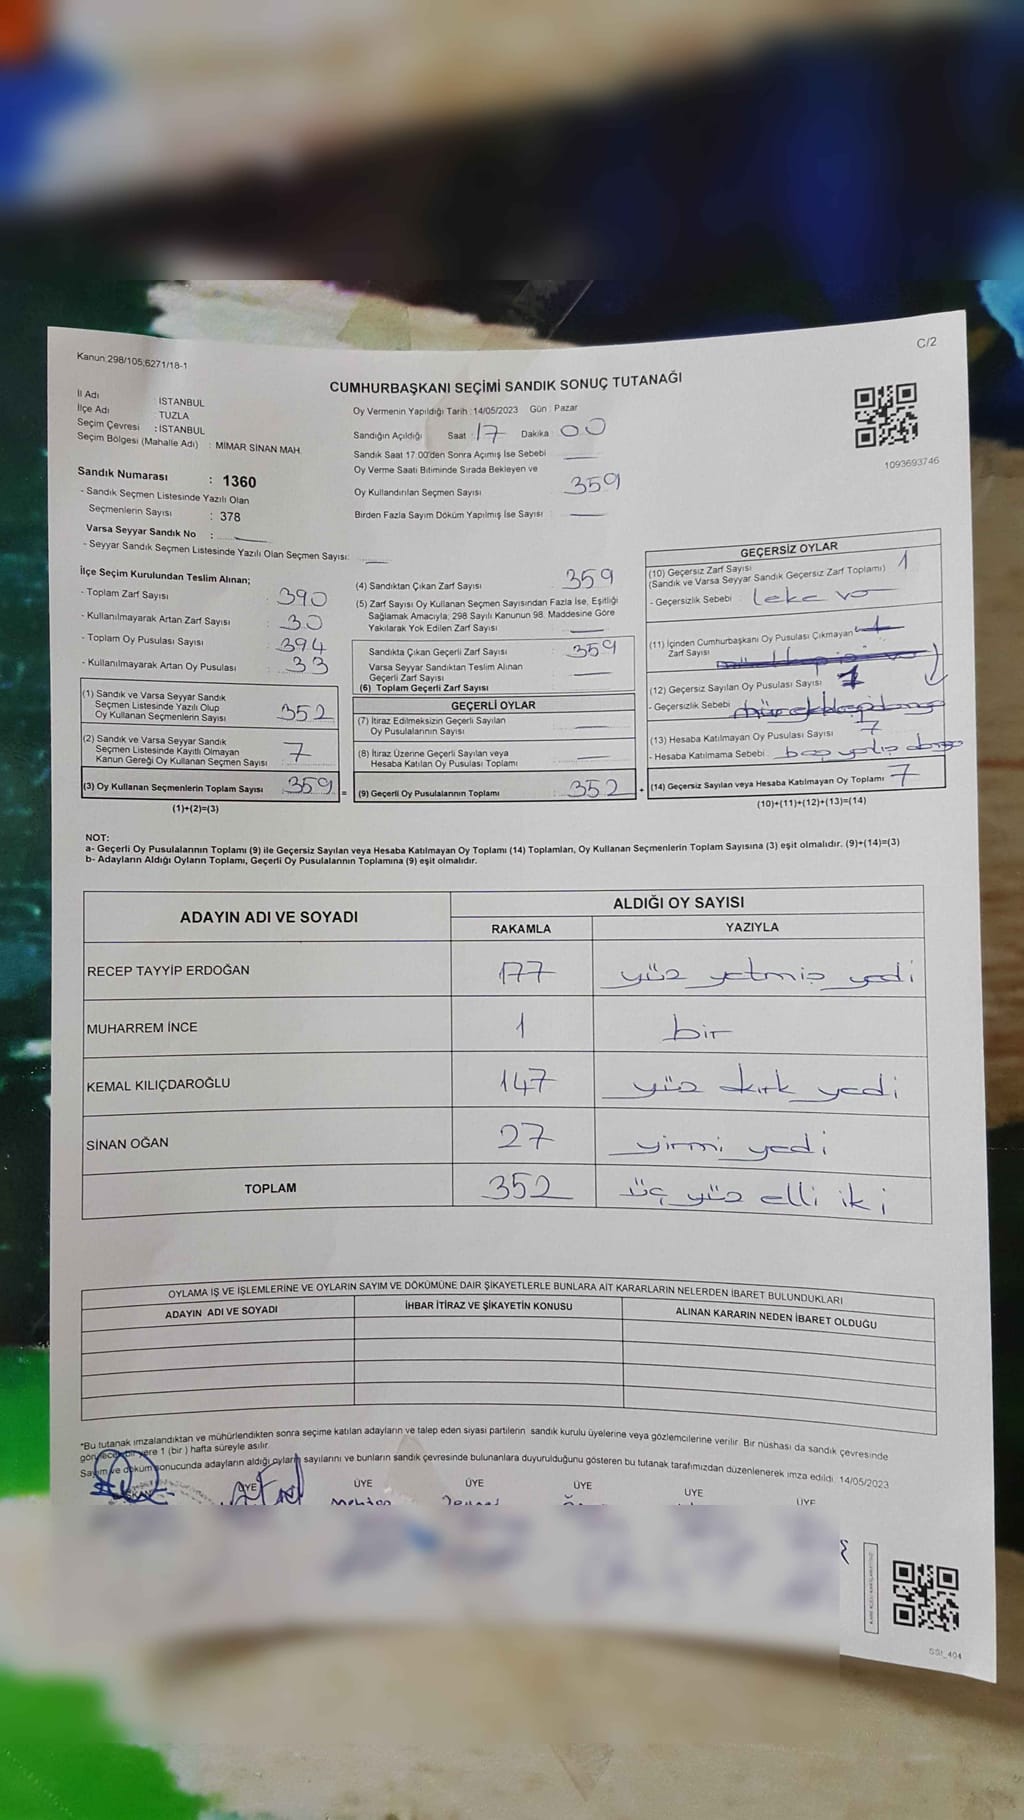 Kanun:298/105;6271/18-1
C/2
CUMHURBAŞKANI SEÇİMİ SANDIK SONUÇ TUTANAĞI
İl Adı : İSTANBUL
İlçe Adı : TUZLA
Seçim Çevresi : İSTANBUL
Seçim Bölgesi (Mahalle Adı) : MİMAR SİNAN MAH.
Sandık Numarası : 1360
- Sandık Seçmen Listesinde Yazılı Olan
Seçmenlerin Sayısı : 378
Varsa Seyyar Sandık No :
- Seyyar Sandık Seçmen Listesinde Yazılı Olan Seçmen Sayısı:
Oy Vermenin Yapıldığı Tarih : 14/05/2023 Gün : Pazar
Sandığın Açıldığı Saat : 17 Dakika : 00
Sandık Saat 17:00'den Sonra Açımış İse Sebebi
Oy Verme Saati Bitiminde Sırada Bekleyen ve
Oy Kullandırılan Seçmen Sayısı : 359
Birden Fazla Sayım Döküm Yapılmış İse Sayısı :
1093693746
İlçe Seçim Kurulundan Teslim Alınan;
- Toplam Zarf Sayısı : 390
- Kullanılmayarak Artan Zarf Sayısı : 30
- Toplam Oy Pusulası Sayısı : 394
- Kullanılmayarak Artan Oy Pusulası : 33
(1) Sandık ve Varsa Seyyar Sandık
Seçmen Listesinde Yazılı Olup
Oy Kullanan Seçmenlerin Sayısı : 352
(2) Sandık ve Varsa Seyyar Sandık
Seçmen Listesinde Kayıtlı Olmayan
Kanun Gereği Oy Kullanan Seçmen Sayısı : 7
(3) Oy Kullanan Seçmenlerin Toplam Sayısı : 359 =
(1)+(2)=(3)
(4) Sandıktan Çıkan Zarf Sayısı : 359
(5) Zarf Sayısı Oy Kullanan Seçmen Sayısından Fazla İse, Eşitliği
Sağlamak Amacıyla; 298 Sayılı Kanunun 98. Maddesine Göre
Yakılarak Yok Edilen Zarf Sayısı :
Sandıkta Çıkan Geçerli Zarf Sayısı : 359
Varsa Seyyar Sandıktan Teslim Alınan
Geçerli Zarf Sayısı :
(6) Toplam Geçerli Zarf Sayısı
GEÇERLİ OYLAR
(7) İtiraz Edilmeksizin Geçerli Sayılan
Oy Pusulalarının Sayısı :
(8) İtiraz Üzerine Geçerli Sayılan veya
Hesaba Katılan Oy Pusulası Toplamı :
(9) Geçerli Oy Pusulalarının Toplamı : 352 +
GEÇERSİZ OYLAR
(10) Geçersiz Zarf Sayısı : 1
(Sandık ve Varsa Seyyar Sandık Geçersiz Zarf Toplamı)
- Geçersizlik Sebebi : Leke var
(11) İçinden Cumhurbaşkanı Oy Pusulası Çıkmayan
Zarf Sayısı
(12) Geçersiz Sayılan Oy Pusulası Sayısı :
- Geçersizlik Sebebi :
(13) Hesaba Katılmayan Oy Pusulası Sayısı : 7
- Hesaba Katılmama Sebebi :
(14) Geçersiz Sayılan veya Hesaba Katılmayan Oy Toplamı : 7
(10)+(11)+(12)+(13)=(14)
NOT:
a- Geçerli Oy Pusulalarının Toplamı (9) ile Geçersiz Sayılan veya Hesaba Katılmayan Oy Toplamı (14) Toplamları, Oy Kullanan Seçmenlerin Toplam Sayısına (3) eşit olmalıdır. (9)+(14)=(3)
b- Adayların Aldığı Oyların Toplamı, Geçerli Oy Pusulalarının Toplamına (9) eşit olmalıdır.
ADAYIN ADI VE SOYADI ALDIĞI OY SAYISI
RAKAMLA YAZIYLA
RECEP TAYYİP ERDOĞAN 177 yüz yetmiş yedi
MUHARREM İNCE 1 bir
KEMAL KILIÇDAROĞLU 147 yüz kırk yedi
SİNAN OĞAN 27 yirmi yedi
TOPLAM 352 üç yüz elli iki
OYLAMA İŞ VE İŞLEMLERİNE VE OYLARIN SAYIM VE DÖKÜMÜNE DAİR ŞİKAYETLERLE BUNLARA AİT KARARLARIN NELERDEN İBARET BULUNDUKLARI
ADAYIN ADI VE SOYADI İHBAR İTİRAZ VE ŞİKAYETİN KONUSU ALINAN KARARIN NEDEN İBARET OLDUĞU
*Bu tutanak imzalandıktan ve mühürlendikten sonra seçime katılan adayların ve talep eden siyasi partilerin sandık kurulu üyelerine veya gözlemcilerine verilir. Bir nüshası da sandık çevresinde
görülecek bir yere 1 (bir) hafta süreyle asılır.
Sayım ve döküm sonucunda adayların aldığı oyların sayılarını ve bunların sandık çevresinde bulunanlara duyurulduğunu gösteren bu tutanak tarafımızdan düzenlenerek imza edildi. 14/05/2023
ÜYE ÜYE ÜYE ÜYE ÜYE ÜYE